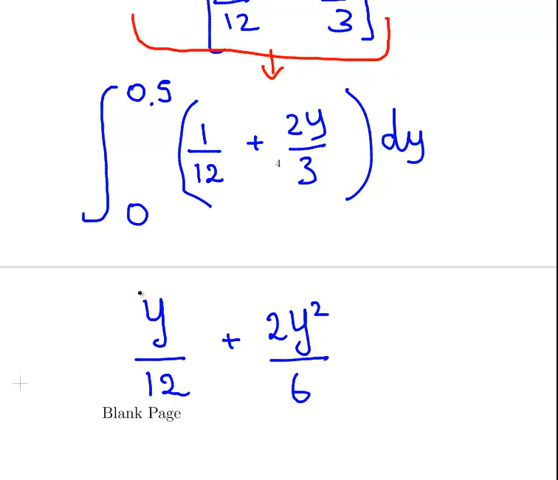 12 3
∫₀^0.5 (1/12 + 2y/3) dy
4
y/12 + 2y²/6
Blank Page